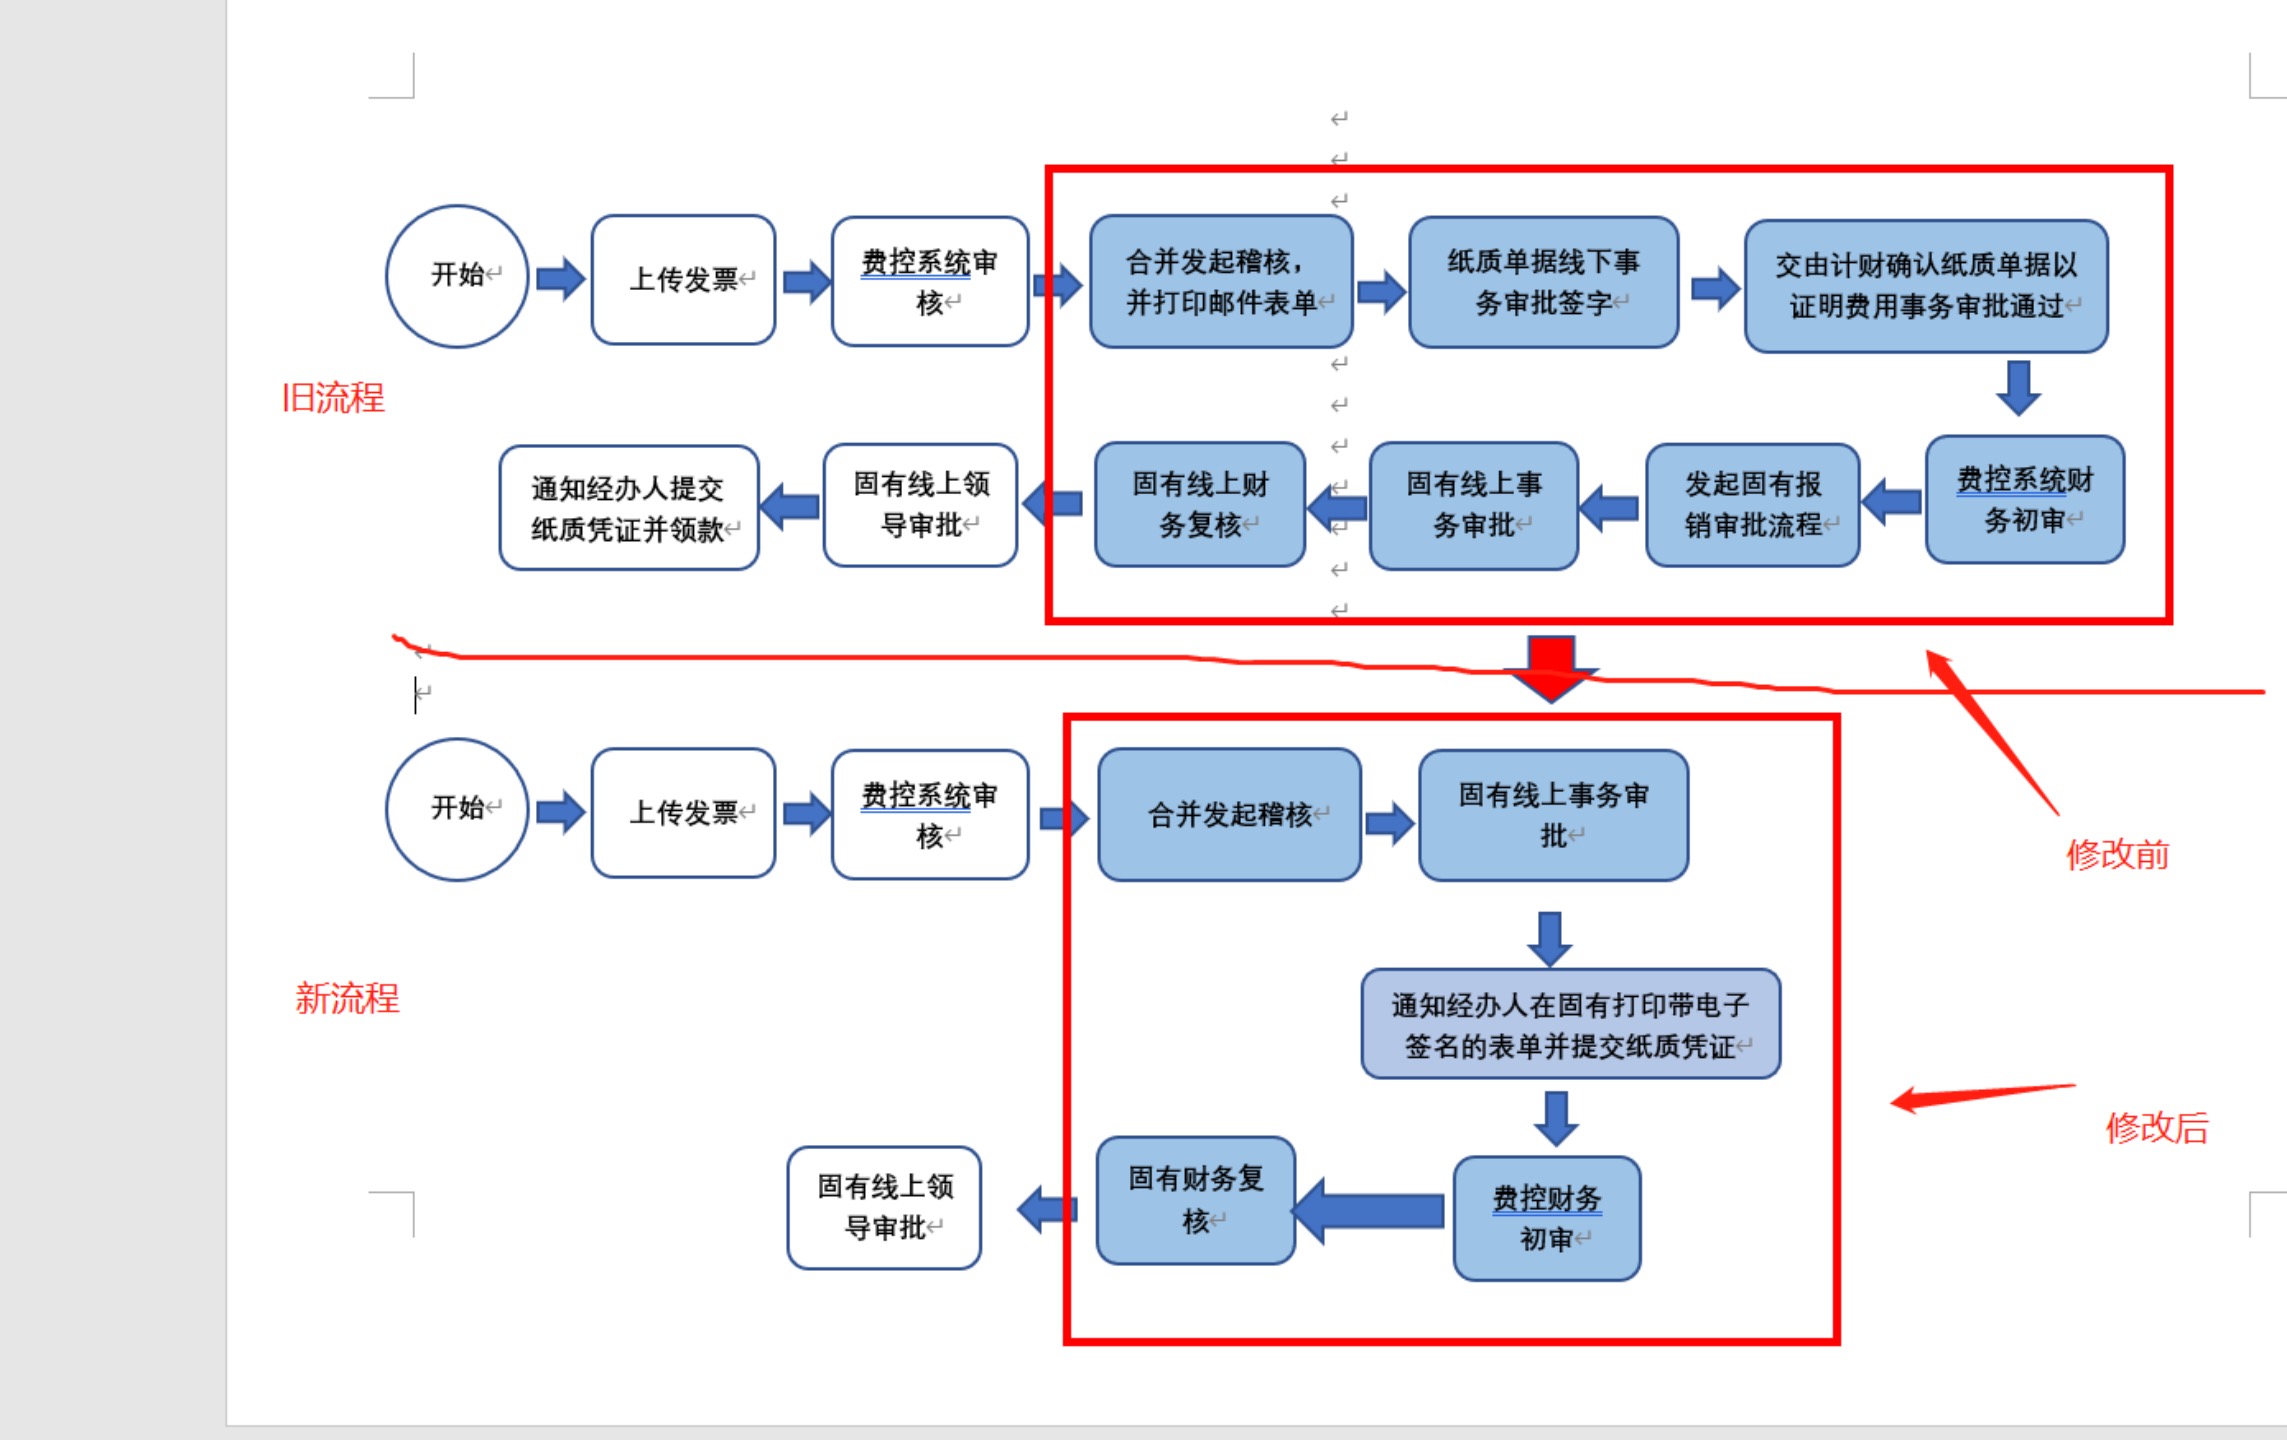 开始
上传发票
费控系统审
核
合并发起稽核，
并打印邮件表单
纸质单据线下事
务审批签字
交由计财确认纸质单据以
证明费用事务审批通过
旧流程
通知经办人提交
纸质凭证并领款
固有线上领
导审批
固有线上财
务复核
固有线上事
务审批
发起固有报
销审批流程
费控系统财
务初审
修改前
开始
上传发票
费控系统审
核
合并发起稽核
固有线上事务审
批
新流程
通知经办人在固有打印带电子
签名的表单并提交纸质凭证
修改后
固有线上领
导审批
固有财务复
核
费控财务
初审